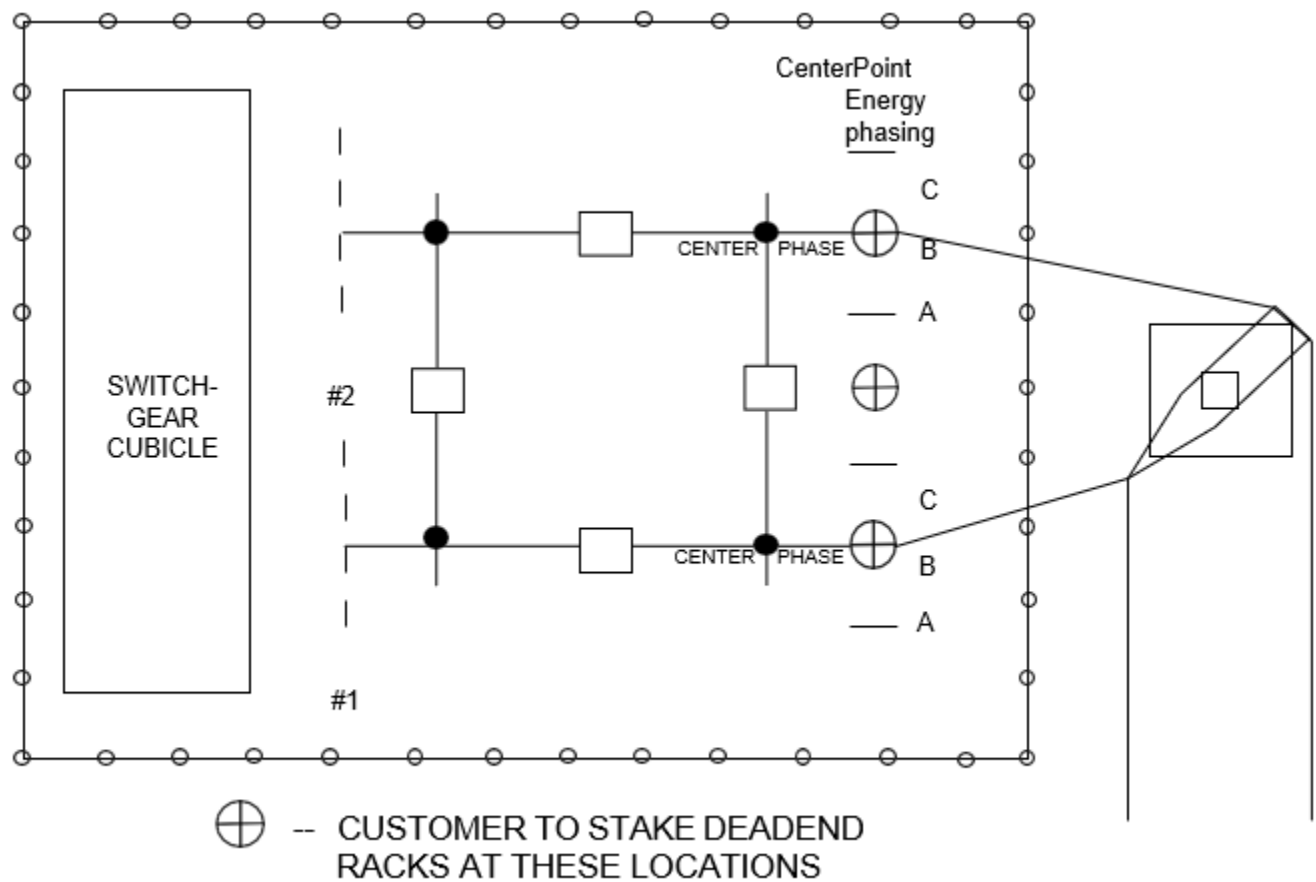 CenterPoint
Energy
phasing
C
CENTER PHASE
B
A
SWITCH-
GEAR
CUBICLE
#2
C
CENTER PHASE
B
A
#1
-- CUSTOMER TO STAKE DEADEND
RACKS AT THESE LOCATIONS